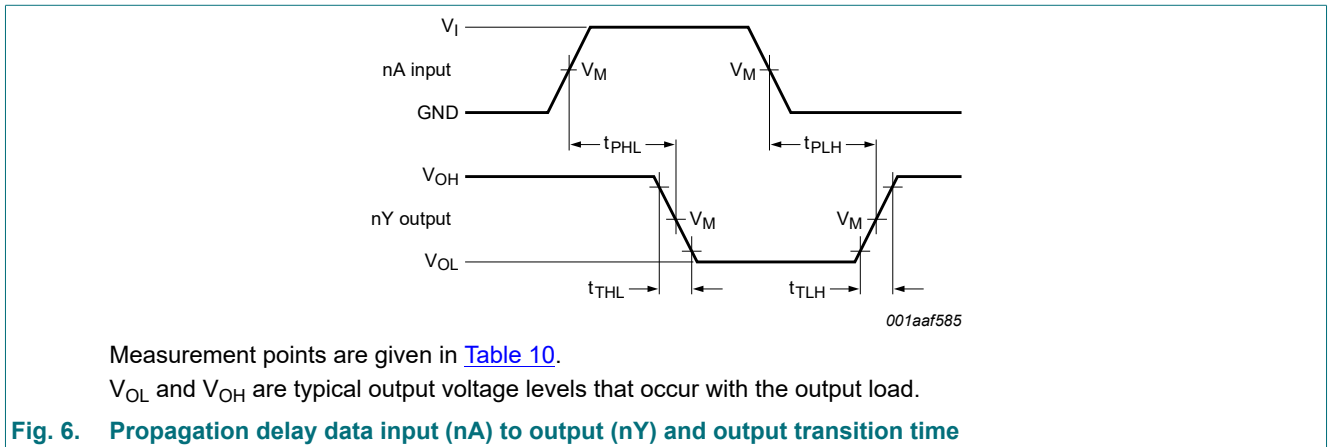 V_I
nA input
V_M
V_M
GND
t_PHL
t_PLH
V_OH
nY output
V_M
V_M
V_OL
t_THL
t_TLH
001aaf585
Measurement points are given in Table 10.
V_OL and V_OH are typical output voltage levels that occur with the output load.
Fig. 6. Propagation delay data input (nA) to output (nY) and output transition time